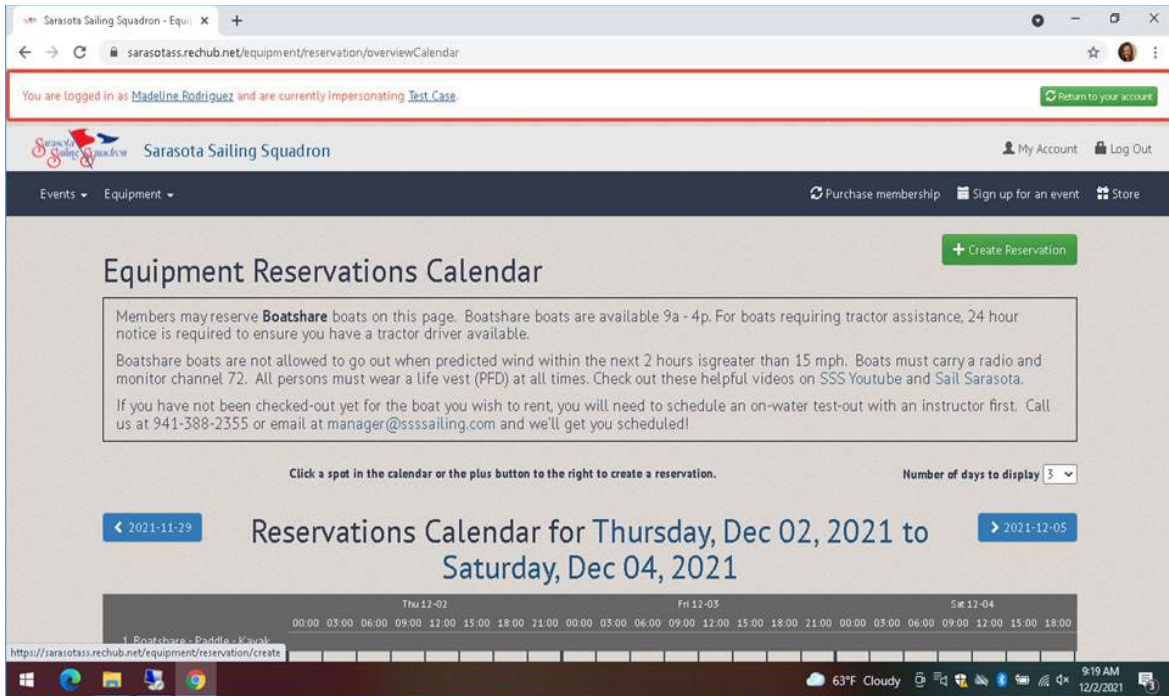 Sarasota Sailing Squadron - Equi
sarasotass.rechub.net/equipment/reservation/overviewCalendar
You are logged in as Madeline Rodriguez and are currently impersonating Test Case.
Return to your account
Sarasota Sailing Squadron
Sarasota Sailing Squadron
My Account
Log Out
Events
Equipment
Purchase membership
Sign up for an event
Store
Create Reservation
Equipment Reservations Calendar
Members may reserve Boatshare boats on this page. Boatshare boats are available 9a - 4p. For boats requiring tractor assistance, 24 hour
notice is required to ensure you have a tractor driver available.
Boatshare boats are not allowed to go out when predicted wind within the next 2 hours isgreater than 15 mph. Boats must carry a radio and
monitor channel 72. All persons must wear a life vest (PFD) at all times. Check out these helpful videos on SSS Youtube and Sail Sarasota.
If you have not been checked-out yet for the boat you wish to rent, you will need to schedule an on-water test-out with an instructor first. Call
us at 941-388-2355 or email at manager@ssssailing.com and we'll get you scheduled!
Click a spot in the calendar or the plus button to the right to create a reservation.
Number of days to display 3
2021-11-29
Reservations Calendar for Thursday, Dec 02, 2021 to
Saturday, Dec 04, 2021
2021-12-05
Thu 12-02 Fri 12-03 Sat 12-04
00:00 03:00 06:00 09:00 12:00 15:00 18:00 21:00 00:00 03:00 06:00 09:00 12:00 15:00 18:00 21:00 00:00 03:00 06:00 09:00 12:00 15:00 18:00
1. Boatshare - Paddle - Kayak
https://sarasotass.rechub.net/equipment/reservation/create
63°F Cloudy
9:19 AM
12/2/2021
3